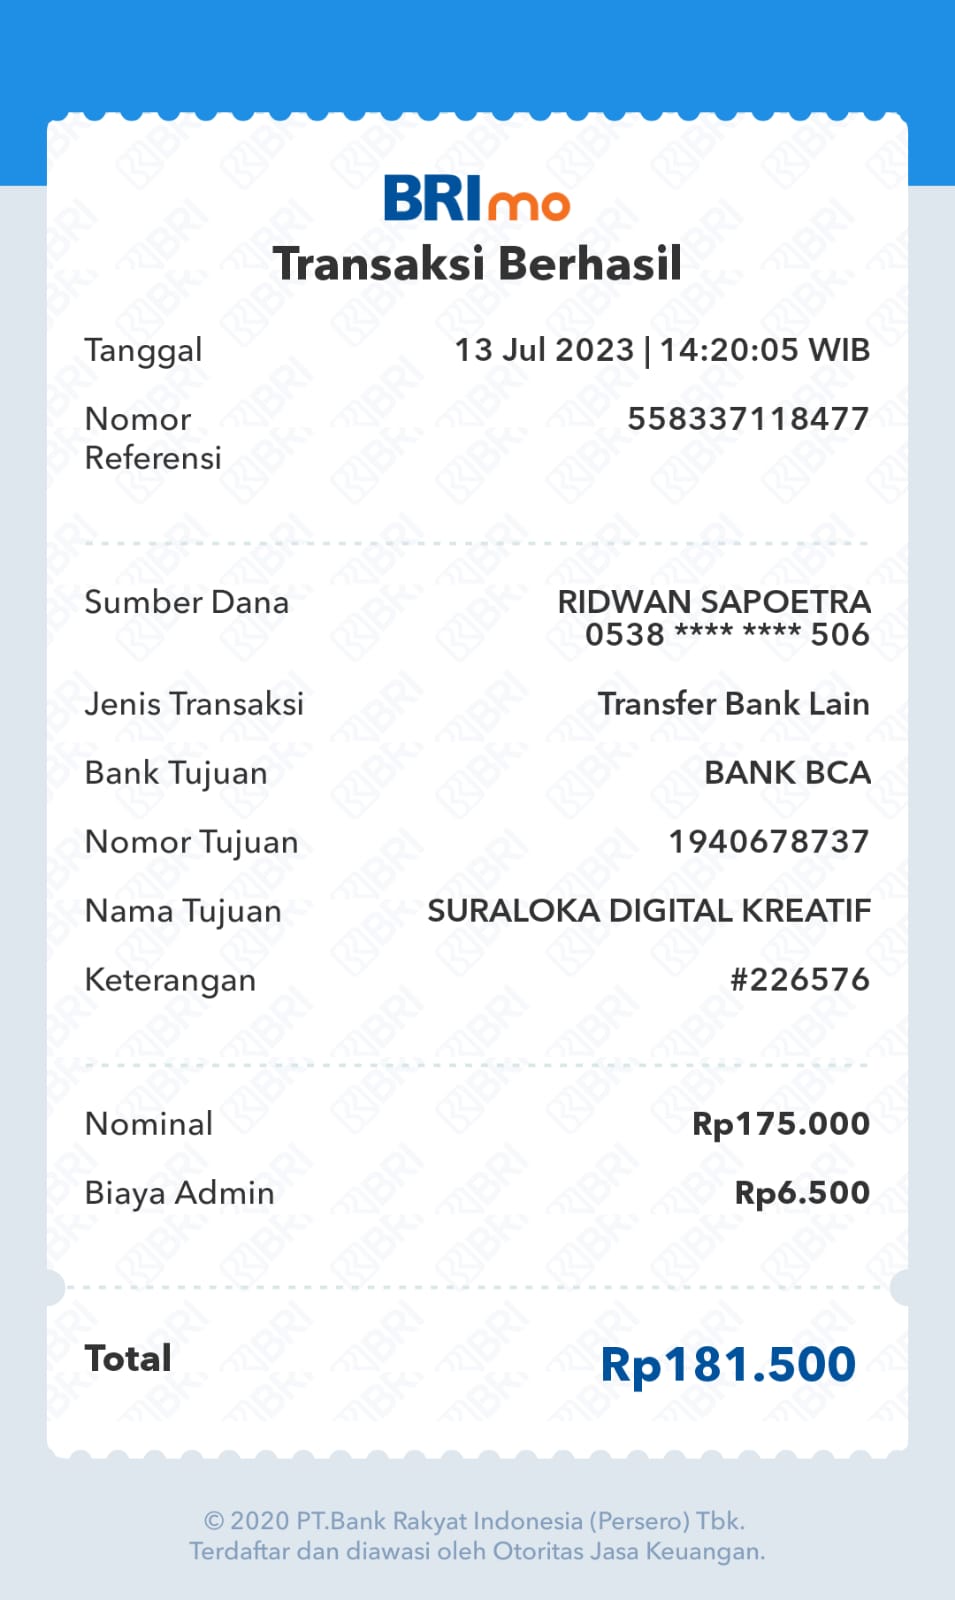 BRImo
Transaksi Berhasil
Tanggal 13 Jul 2023 | 14:20:05 WIB
Nomor Referensi 558337118477
Sumber Dana RIDWAN SAPOETRA
0538 **** **** 506
Jenis Transaksi Transfer Bank Lain
Bank Tujuan BANK BCA
Nomor Tujuan 1940678737
Nama Tujuan SURALOKA DIGITAL KREATIF
Keterangan #226576
Nominal Rp175.000
Biaya Admin Rp6.500
Total Rp181.500
© 2020 PT.Bank Rakyat Indonesia (Persero) Tbk.
Terdaftar dan diawasi oleh Otoritas Jasa Keuangan.